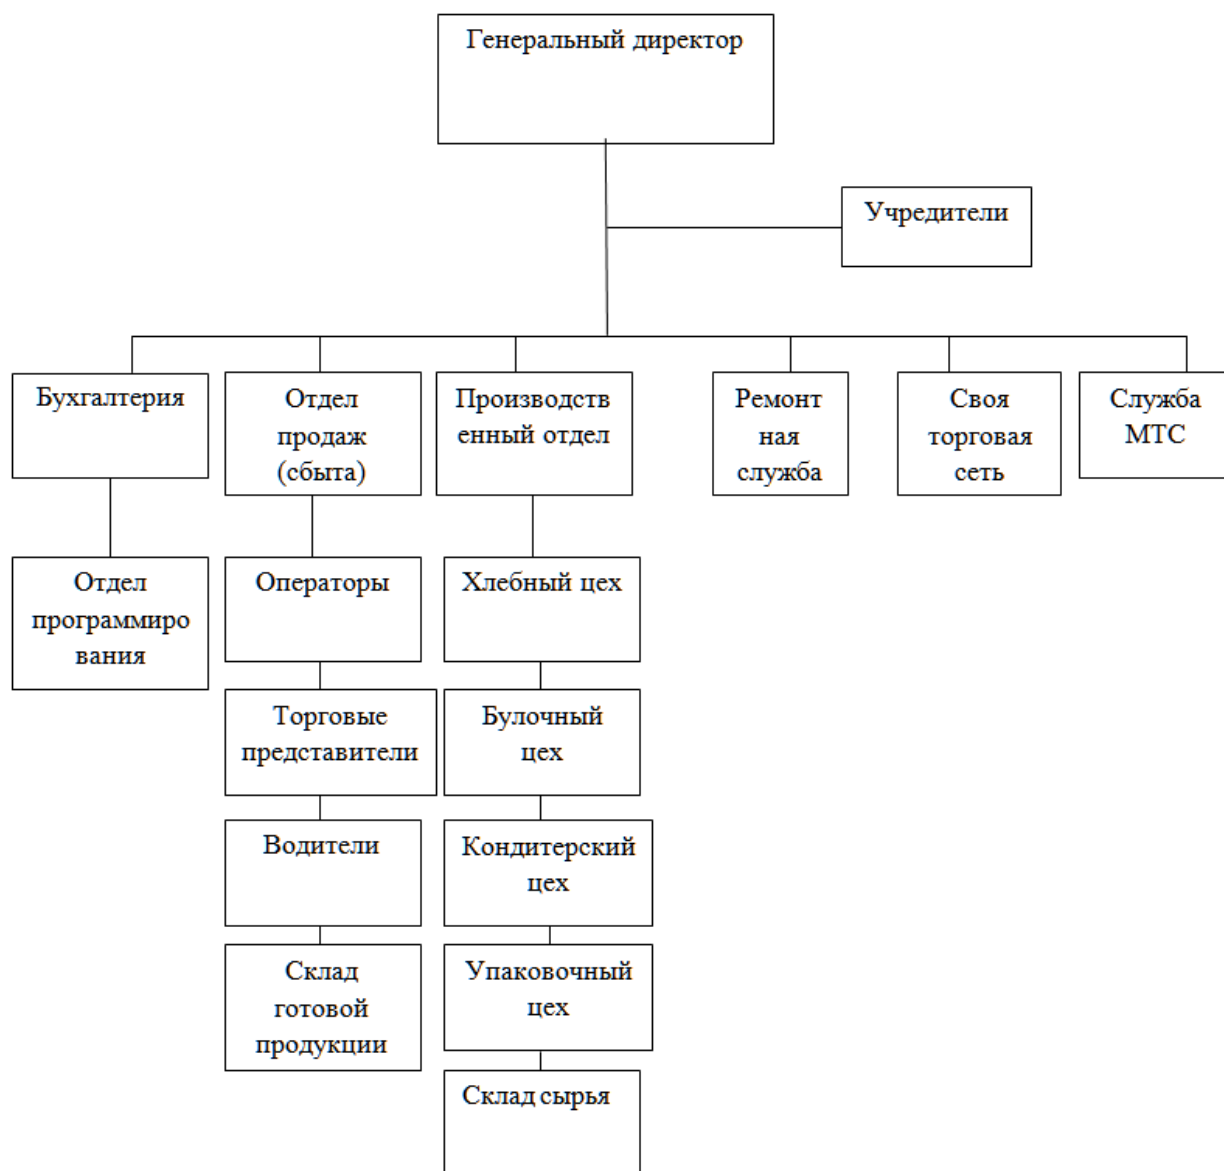 Генеральный директор
Учредители
Бухгалтерия
Отдел
продаж
(сбыта)
Производств
енный отдел
Ремонт
ная
служба
Своя
торговая
сеть
Служба
МТС
Отдел
программиро
вания
Операторы
Хлебный цех
Торговые
представители
Булочный
цех
Водители
Кондитерский
цех
Склад
готовой
продукции
Упаковочный
цех
Склад сырья